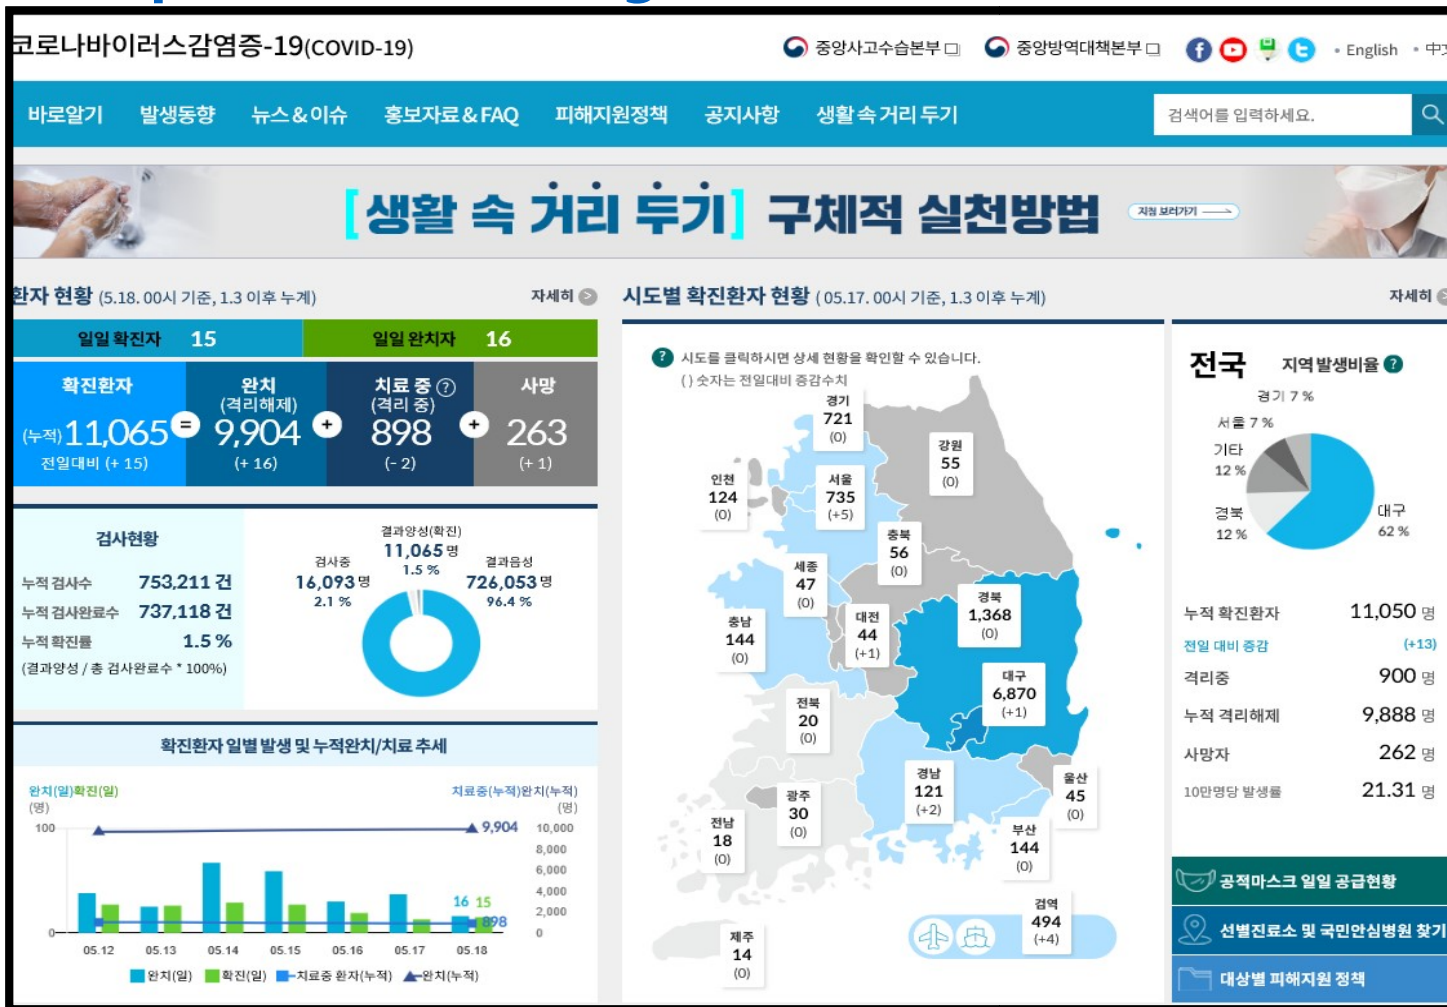 코로나바이러스감염증-19(COVID-19)
중앙사고수습본부
중앙방역대책본부
English
바로알기
발생동향
뉴스&이슈
홍보자료&FAQ
피해지원정책
공지사항
생활 속 거리 두기
검색어를 입력하세요.
[생활 속 거리 두기] 구체적 실천방법
지침 보러가기
환자 현황 (5.18. 00시 기준, 1.3 이후 누계)
자세히
일일 확진자 15
일일 완치자 16
확진환자
(누적)11,065
전일대비 (+ 15)
=
완치
(격리해제)
9,904
(+ 16)
+
치료 중 ?
(격리 중)
898
(- 2)
+
사망
263
(+ 1)
검사현황
누적 검사수 753,211 건
누적 검사완료수 737,118 건
누적 확진률 1.5 %
(결과양성 / 총 검사완료수 * 100%)
검사중
16,093 명
2.1 %
결과양성(확진)
11,065 명
1.5 %
결과음성
726,053 명
96.4 %
확진환자 일별 발생 및 누적완치/치료 추세
완치(일)확진(일)
(명)
치료중(누적)완치(누적)
(명)
100
0
9,904
10,000
8,000
6,000
4,000
2,000
0
16 15
898
05.12 05.13 05.14 05.15 05.16 05.17 05.18
완치(일) 확진(일) 치료중 환자(누적) 완치(누적)
시도별 확진환자 현황 ( 05.17. 00시 기준, 1.3 이후 누계)
자세히
? 시도를 클릭하시면 상세 현황을 확인할 수 있습니다.
( ) 숫자는 전일대비 증감수치
경기
721
(0)
강원
55
(0)
인천
124
(0)
서울
735
(+5)
충북
56
(0)
세종
47
(0)
경북
1,368
(0)
충남
144
(0)
대전
44
(+1)
대구
6,870
(+1)
전북
20
(0)
경남
121
(+2)
울산
45
(0)
광주
30
(0)
전남
18
(0)
부산
144
(0)
검역
494
(+4)
제주
14
(0)
전국
지역 발생비율 ?
경기 7 %
서울 7 %
기타
12 %
경북
12 %
대구
62 %
누적 확진환자 11,050 명
전일 대비 증감 (+13)
격리중 900 명
누적 격리해제 9,888 명
사망자 262 명
10만명당 발생률 21.31 명
공적마스크 일일 공급현황
선별진료소 및 국민안심병원 찾기
대상별 피해지원 정책